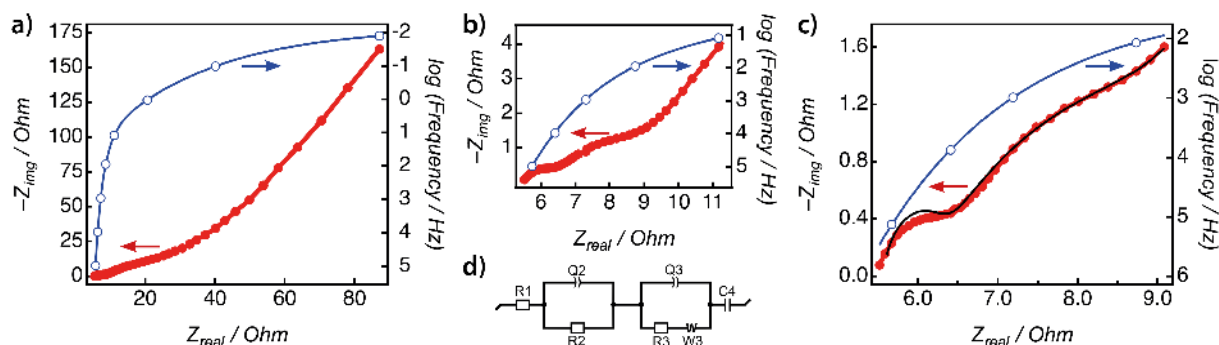 a)
175
150
125
100
75
50
25
0
−Z_img / Ohm
20
40
60
80
Z_real / Ohm
-2
-1
0
1
2
3
4
5
log (Frequency / Hz)
b)
4
3
2
1
−Z_img / Ohm
6
7
8
9
10
11
Z_real / Ohm
1
2
3
4
5
log (Frequency / Hz)
c)
1.6
1.2
0.8
0.4
0.0
−Z_img / Ohm
6.0
7.0
8.0
9.0
Z_real / Ohm
2
3
4
5
6
log (Frequency / Hz)
d)
R1
Q2
R2
Q3
R3
W3
C4